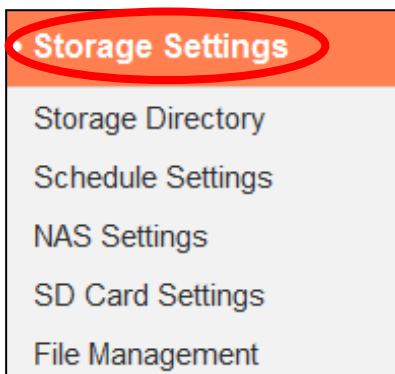 • Storage Settings
Storage Directory
Schedule Settings
NAS Settings
SD Card Settings
File Management